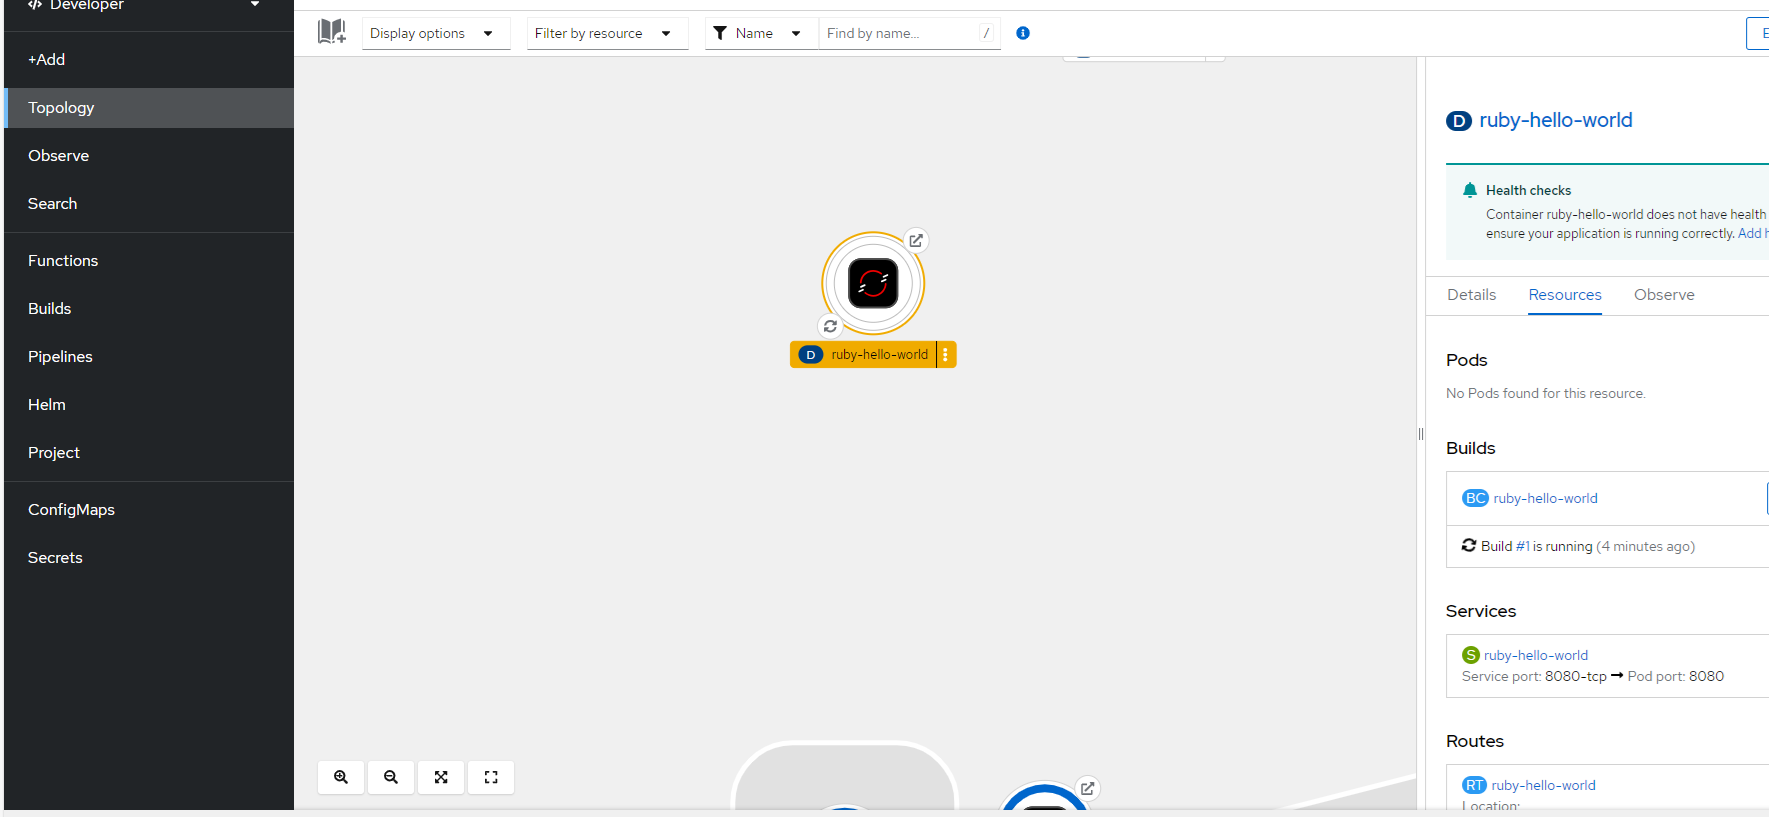 Developer
+Add
Topology
Observe
Search
Functions
Builds
Pipelines
Helm
Project
ConfigMaps
Secrets
Display options
Filter by resource
Name
Find by name...
/
D ruby-hello-world
D ruby-hello-world
Health checks
Container ruby-hello-world does not have health
ensure your application is running correctly. Add
Details Resources Observe
Pods
No Pods found for this resource.
Builds
BC ruby-hello-world
Build #1 is running (4 minutes ago)
Services
S ruby-hello-world
Service port: 8080-tcp → Pod port: 8080
Routes
RT ruby-hello-world
Location: